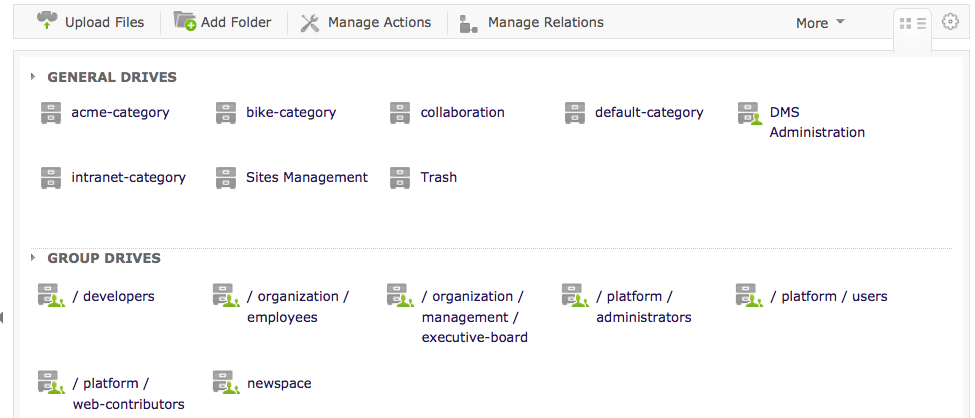 Upload Files Add Folder Manage Actions Manage Relations More
GENERAL DRIVES
acme-category bike-category collaboration default-category DMS
Administration
intranet-category Sites Management Trash
GROUP DRIVES
/ developers / organization / / organization / / platform / / platform / users
employees management / administrators
executive-board
/ platform / newspace
web-contributors